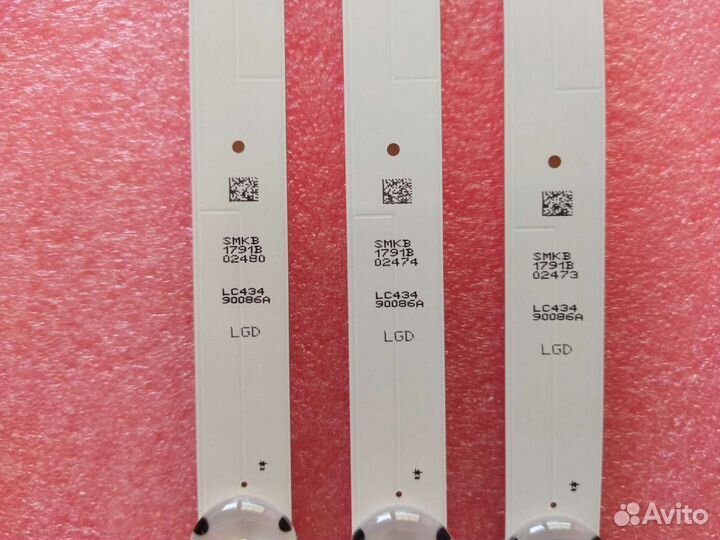 SMKB
1791B
02480
LC434
90086A
LGD
SMKB
1791B
02474
LC434
90086A
LGD
SMKB
1791B
02473
LC434
90086A
LGD
Avito